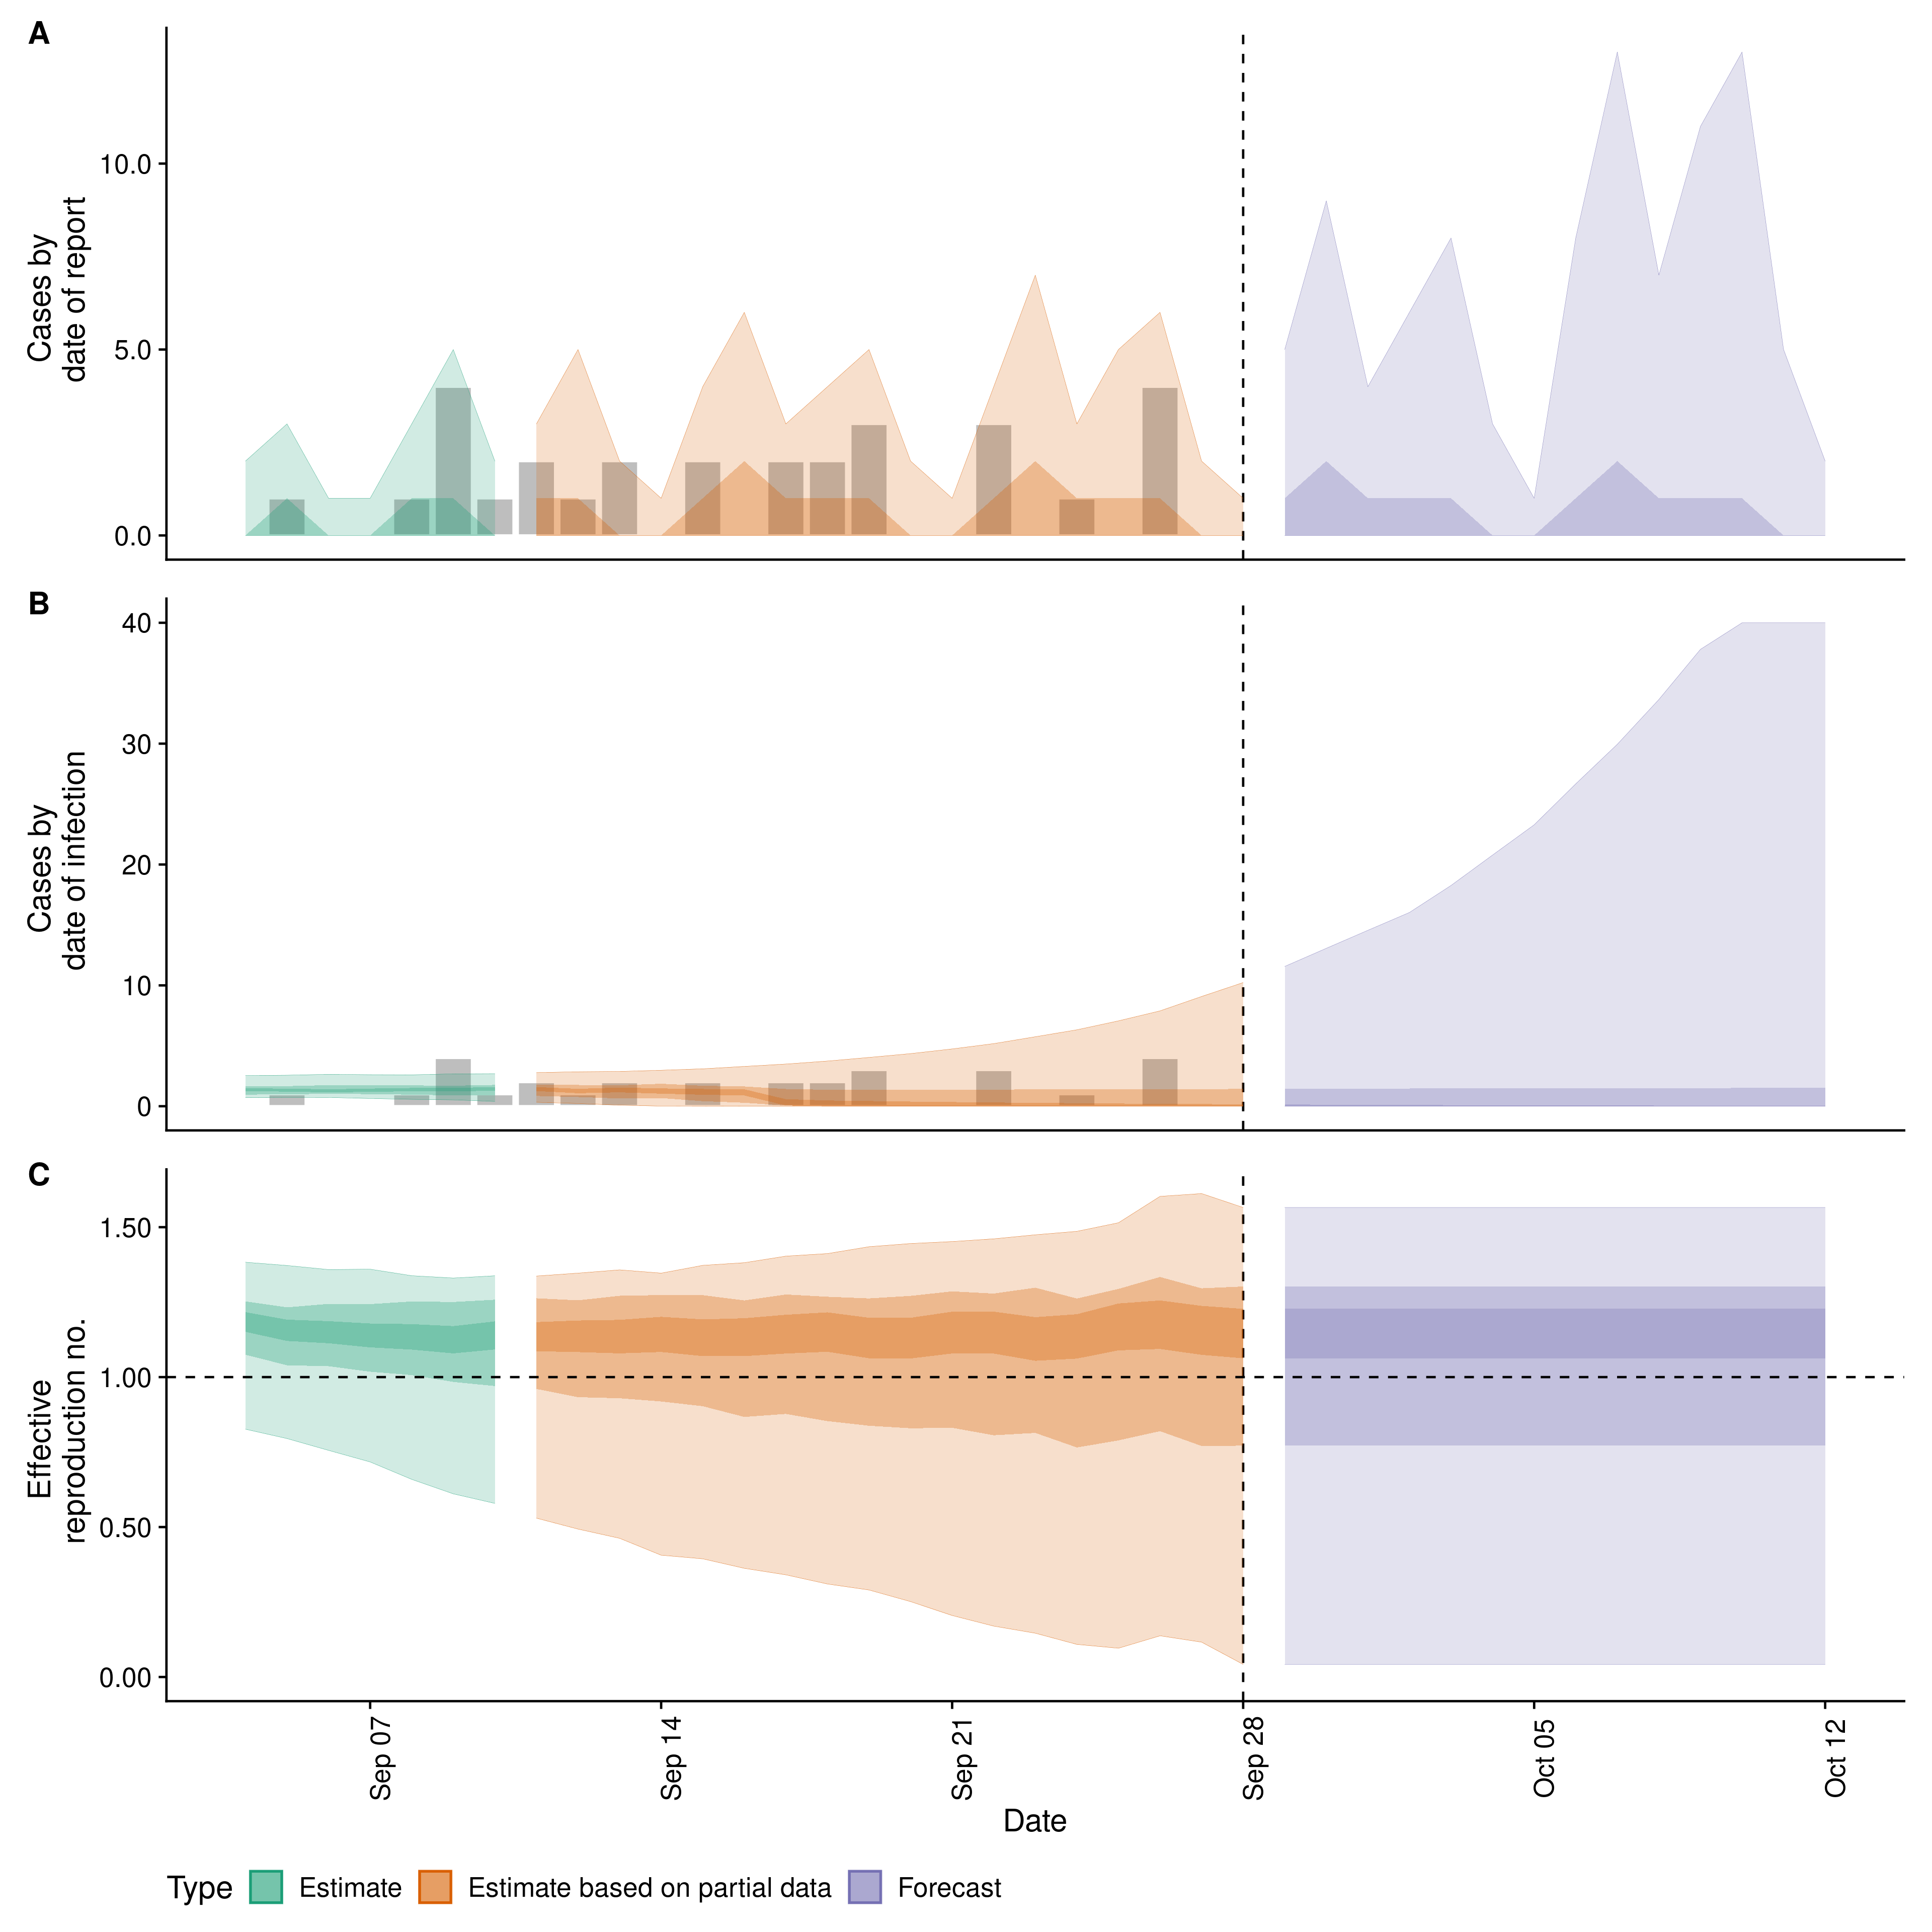 A
Cases by
date of report
10.0
5.0
0.0
B
Cases by
date of infection
40
30
20
10
0
C
Effective
reproduction no.
1.50
1.00
0.50
0.00
Sep 07
Sep 14
Sep 21
Sep 28
Oct 05
Oct 12
Date
Type Estimate Estimate based on partial data Forecast